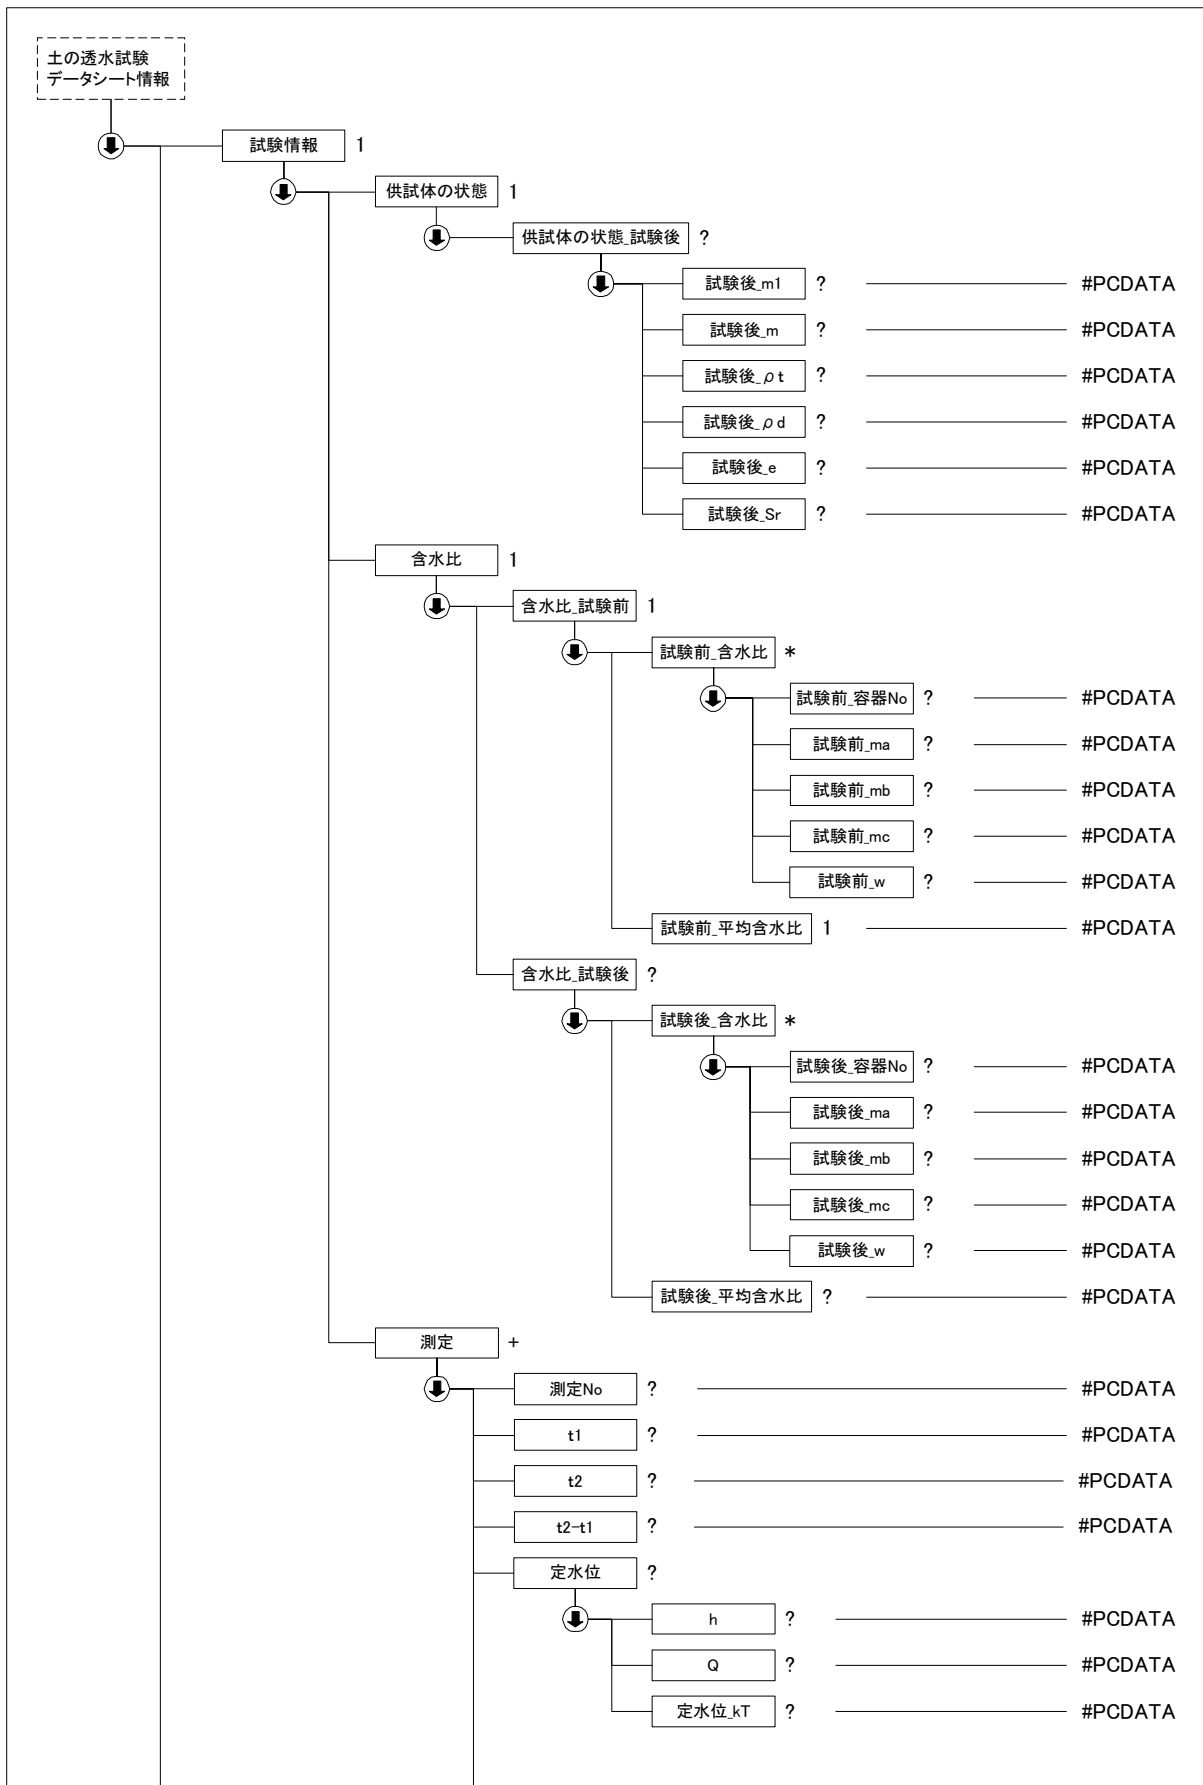 土の透水試験
データシート情報
試験情報 1
供試体の状態 1
供試体の状態_試験後 ?
試験後_m1 ? #PCDATA
試験後_m ? #PCDATA
試験後_ρt ? #PCDATA
試験後_ρd ? #PCDATA
試験後_e ? #PCDATA
試験後_Sr ? #PCDATA
含水比 1
含水比_試験前 1
試験前_含水比 *
試験前_容器No ? #PCDATA
試験前_ma ? #PCDATA
試験前_mb ? #PCDATA
試験前_mc ? #PCDATA
試験前_w ? #PCDATA
試験前_平均含水比 1 #PCDATA
含水比_試験後 ?
試験後_含水比 *
試験後_容器No ? #PCDATA
試験後_ma ? #PCDATA
試験後_mb ? #PCDATA
試験後_mc ? #PCDATA
試験後_w ? #PCDATA
試験後_平均含水比 ? #PCDATA
測定 +
測定No ? #PCDATA
t1 ? #PCDATA
t2 ? #PCDATA
t2-t1 ? #PCDATA
定水位 ?
h ? #PCDATA
Q ? #PCDATA
定水位_kT ? #PCDATA